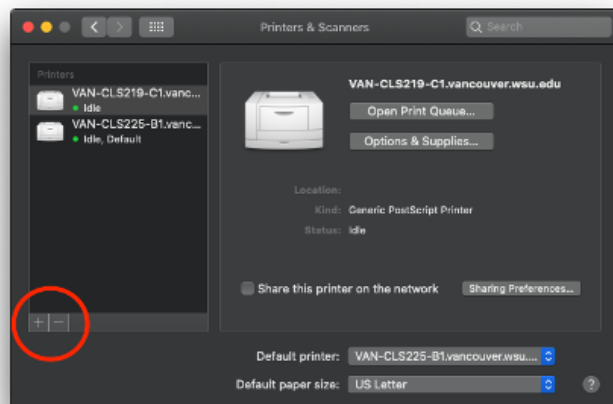 Printers & Scanners
Search
Printers
VAN-CLS219-C1.vanc...
Idle
VAN-CLS225-B1.vanc...
Idle, Default
VAN-CLS219-C1.vancouver.wsu.edu
Open Print Queue...
Options & Supplies...
Location:
Kind: Generic PostScript Printer
Status: Idle
Share this printer on the network
Sharing Preferences...
+ −
Default printer: VAN-CLS225-B1.vancouver.wsu....
Default paper size: US Letter
?